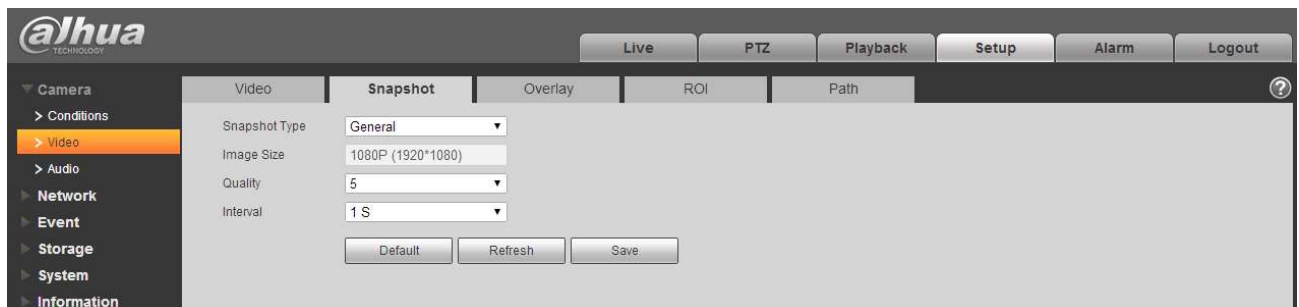 alhua
TECHNOLOGY
Live PTZ Playback Setup Alarm Logout
Camera
> Conditions
> Video
> Audio
Network
Event
Storage
System
Information
Video Snapshot Overlay ROI Path ?
Snapshot Type General
Image Size 1080P (1920*1080)
Quality 5
Interval 1 S
Default Refresh Save